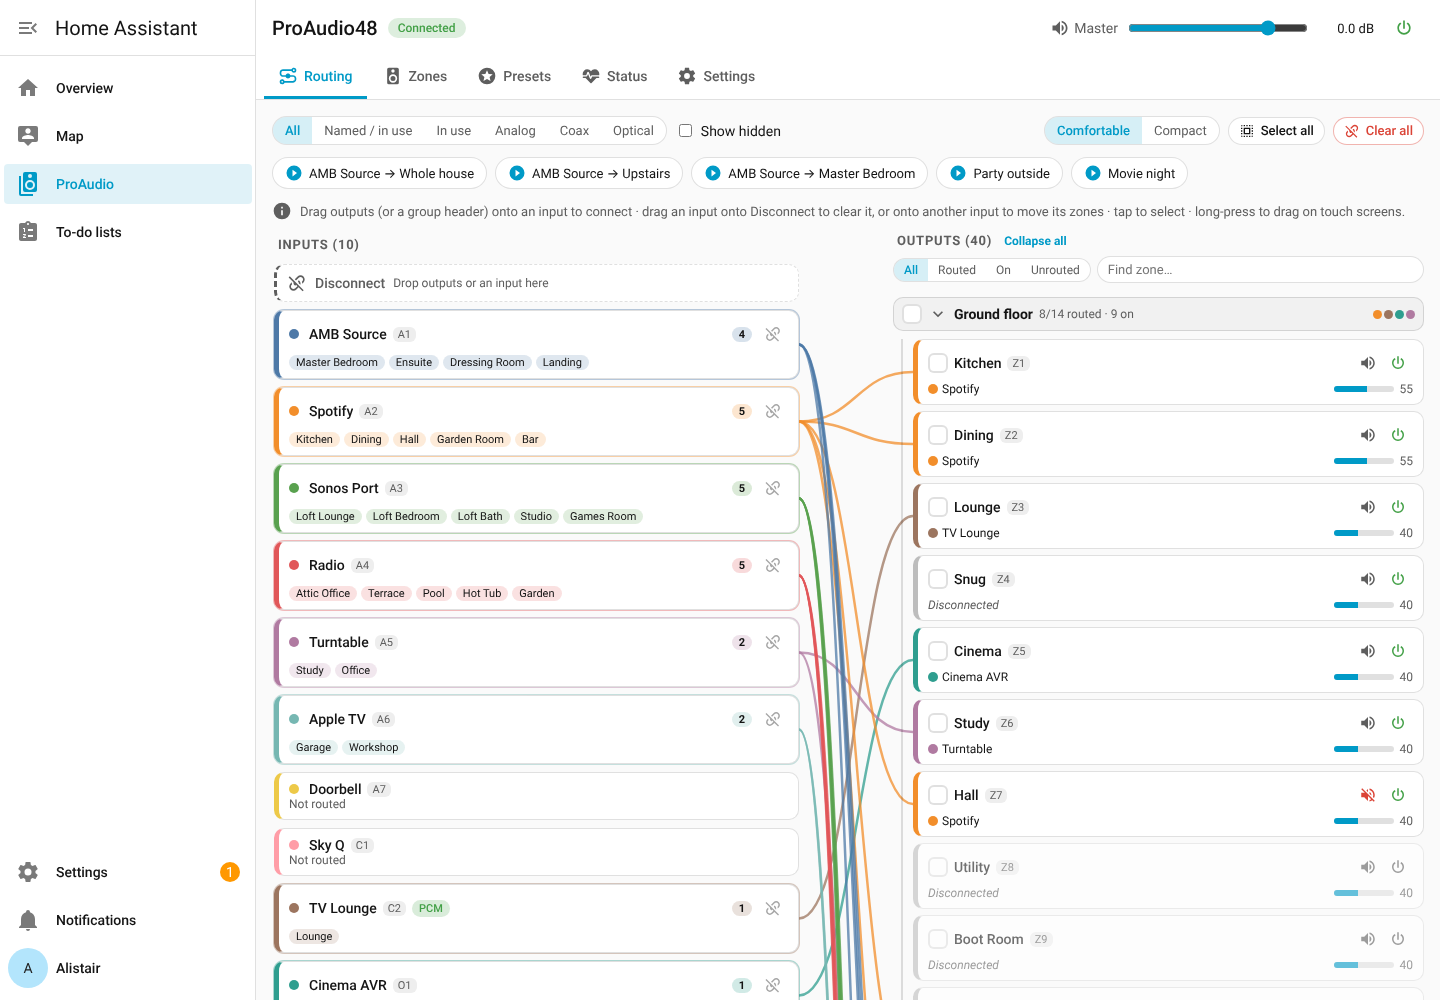 Home Assistant
Overview
Map
ProAudio
To-do lists
Settings
1
Notifications
A
Alistair
ProAudio48
Connected
Master
0.0 dB
Routing
Zones
Presets
Status
Settings
All
Named / in use
In use
Analog
Coax
Optical
Show hidden
Comfortable
Compact
Select all
Clear all
AMB Source → Whole house
AMB Source → Upstairs
AMB Source → Master Bedroom
Party outside
Movie night
Drag outputs (or a group header) onto an input to connect · drag an input onto Disconnect to clear it, or onto another input to move its zones · tap to select · long-press to drag on touch screens.
INPUTS (10)
Disconnect Drop outputs or an input here
AMB Source A1 4
Master Bedroom Ensuite Dressing Room Landing
Spotify A2 5
Kitchen Dining Hall Garden Room Bar
Sonos Port A3 5
Loft Lounge Loft Bedroom Loft Bath Studio Games Room
Radio A4 5
Attic Office Terrace Pool Hot Tub Garden
Turntable A5 2
Study Office
Apple TV A6 2
Garage Workshop
Doorbell A7
Not routed
Sky Q C1
Not routed
TV Lounge C2 PCM 1
Lounge
Cinema AVR O1 1
OUTPUTS (40) Collapse all
All Routed On Unrouted
Find zone...
Ground floor 8/14 routed · 9 on
Kitchen Z1
Spotify 55
Dining Z2
Spotify 55
Lounge Z3
TV Lounge 40
Snug Z4
Disconnected 40
Cinema Z5
Cinema AVR 40
Study Z6
Turntable 40
Hall Z7
Spotify 40
Utility Z8
Disconnected 40
Boot Room Z9
Disconnected 40